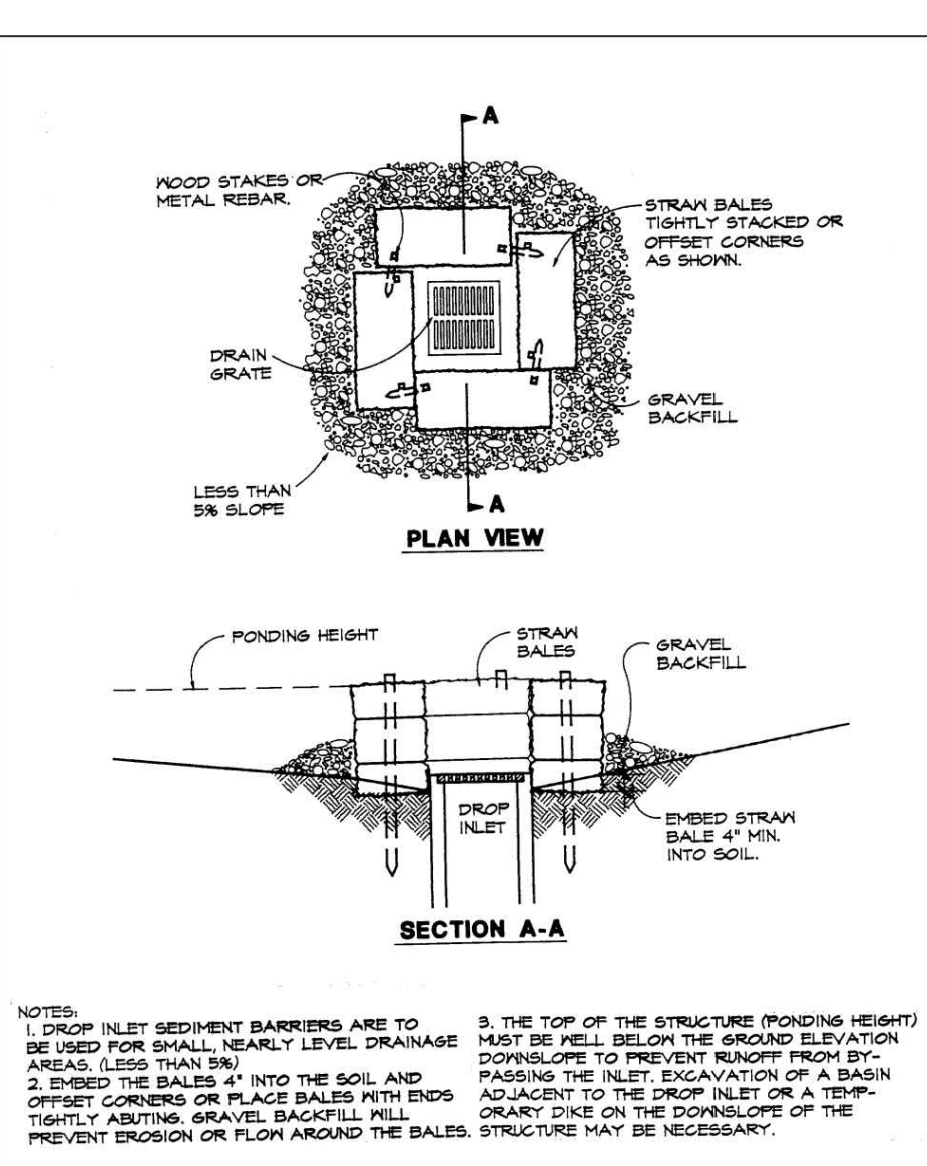 A
WOOD STAKES OR
METAL REBAR.
STRAW BALES
TIGHTLY STACKED OR
OFFSET CORNERS
AS SHOWN.
DRAIN
GRATE
GRAVEL
BACKFILL
LESS THAN
5% SLOPE
A
PLAN VIEW
PONDING HEIGHT
STRAW
BALES
GRAVEL
BACKFILL
DROP
INLET
EMBED STRAW
BALE 4" MIN.
INTO SOIL.
SECTION A-A
NOTES:
1. DROP INLET SEDIMENT BARRIERS ARE TO
BE USED FOR SMALL, NEARLY LEVEL DRAINAGE
AREAS. (LESS THAN 5%)
2. EMBED THE BALES 4" INTO THE SOIL AND
OFFSET CORNERS OR PLACE BALES WITH ENDS
TIGHTLY ABUTING. GRAVEL BACKFILL WILL
PREVENT EROSION OR FLOW AROUND THE BALES.
3. THE TOP OF THE STRUCTURE (PONDING HEIGHT)
MUST BE WELL BELOW THE GROUND ELEVATION
DOWNSLOPE TO PREVENT RUNOFF FROM BY-
PASSING THE INLET. EXCAVATION OF A BASIN
ADJACENT TO THE DROP INLET OR A TEMP-
ORARY DIKE ON THE DOWNSLOPE OF THE
STRUCTURE MAY BE NECESSARY.